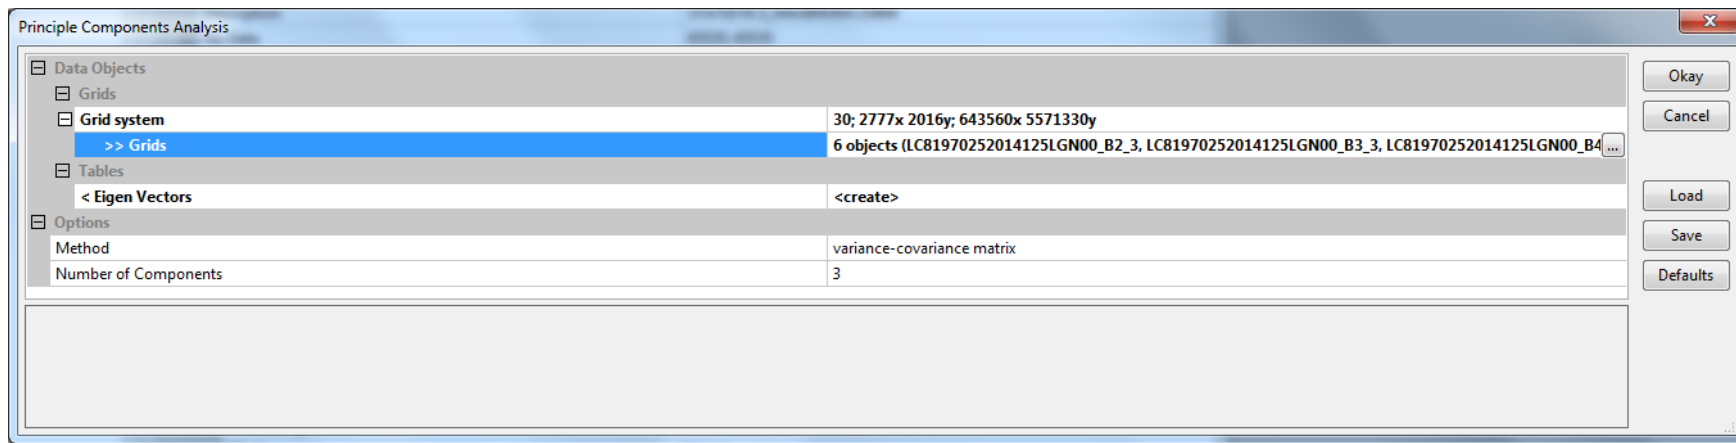 Principle Components Analysis
Data Objects
Grids
Grid system 30; 2777x 2016y; 643560x 5571330y
>> Grids 6 objects (LC81970252014125LGN00_B2_3, LC81970252014125LGN00_B3_3, LC81970252014125LGN00_B4 ...
Tables
< Eigen Vectors <create>
Options
Method variance-covariance matrix
Number of Components 3
Okay
Cancel
Load
Save
Defaults